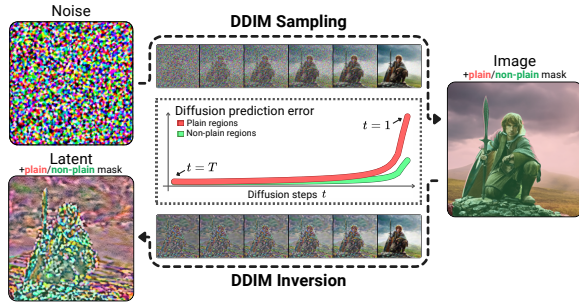 Noise
DDIM Sampling
Image
+plain/non-plain mask
Diffusion prediction error
Plain regions
Non-plain regions
t = 1
t = T
Diffusion steps t
Latent
+plain/non-plain mask
DDIM Inversion